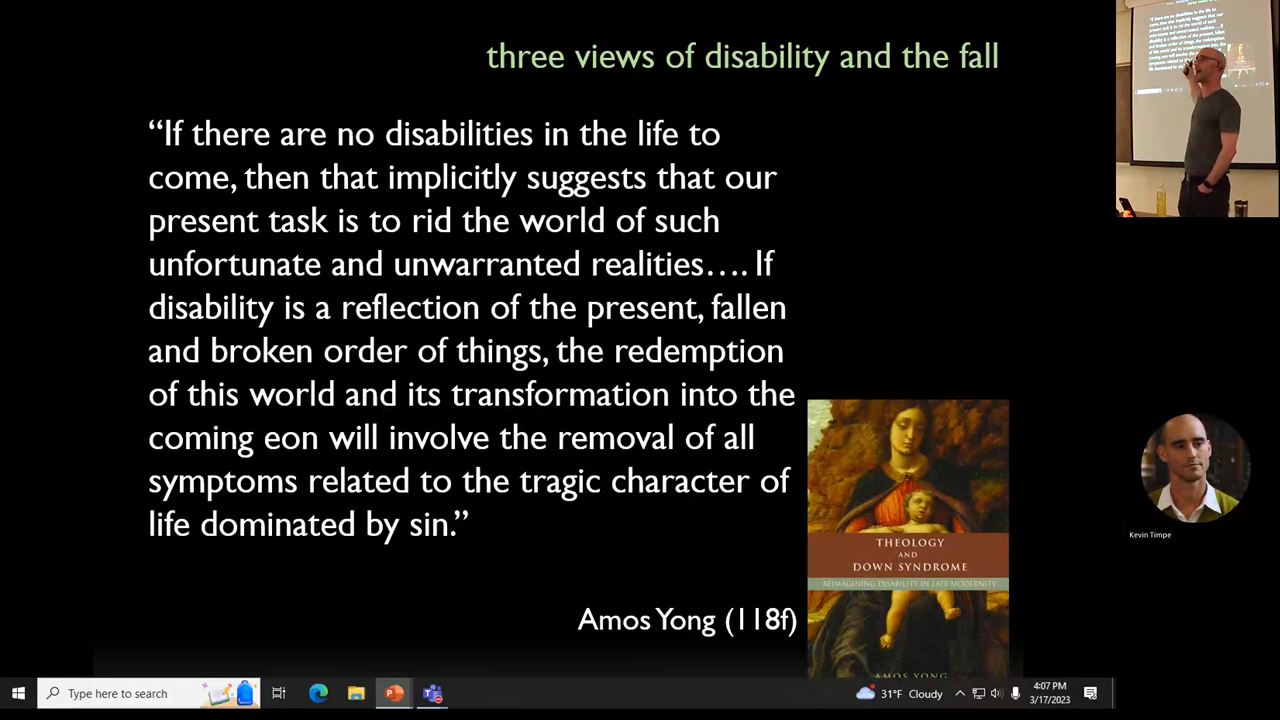 three views of disability and the fall
“If there are no disabilities in the life to
come, then that implicitly suggests that our
present task is to rid the world of such
unfortunate and unwarranted realities…. If
disability is a reflection of the present, fallen
and broken order of things, the redemption
of this world and its transformation into the
coming eon will involve the removal of all
symptoms related to the tragic character of
life dominated by sin.”
Amos Yong (118f)
THEOLOGY
AND
DOWN SYNDROME
REIMAGINING DISABILITY IN LATE MODERNITY
AMOS YONG
Kevin Timpe
Type here to search
31°F Cloudy
4:07 PM
3/17/2023